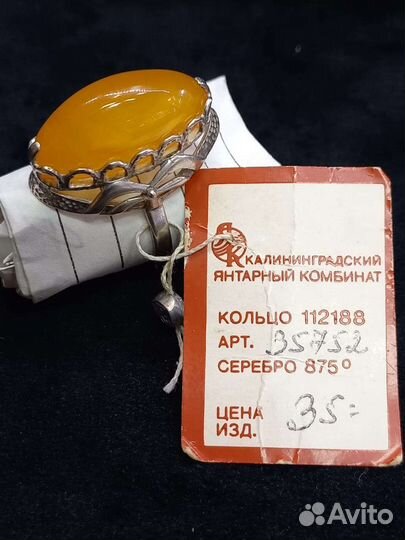 КАЛИНИНГРАДСКИЙ
ЯНТАРНЫЙ КОМБИНАТ
КОЛЬЦО 112188
АРТ. 35752
СЕРЕБРО 875°
ЦЕНА 35=
ИЗД.
Avito